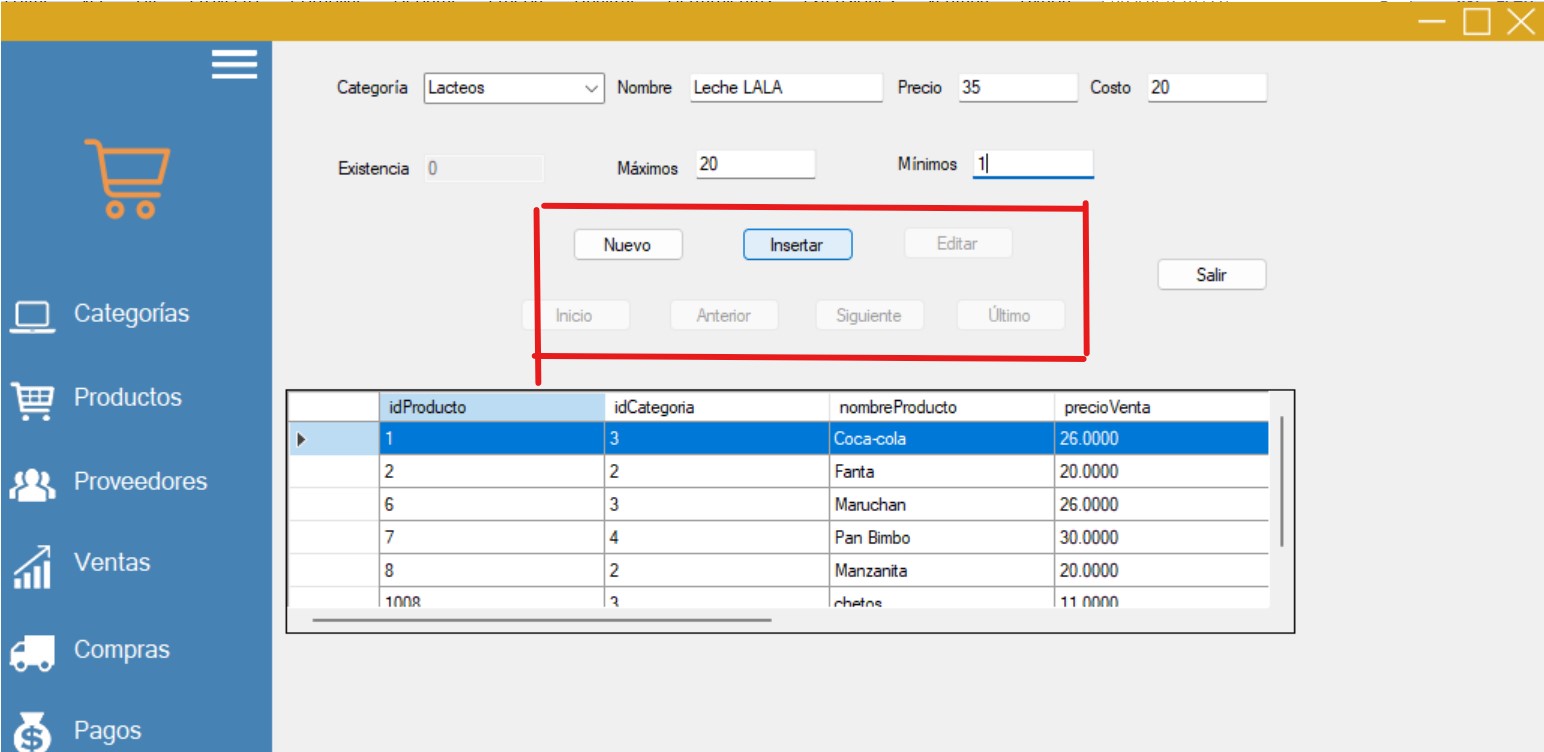 Categoría Lacteos Nombre Leche LALA Precio 35 Costo 20
Existencia 0 Máximos 20 Mínimos 1
Nuevo Insertar Editar
Salir
Inicio Anterior Siguiente Último
Categorías
Productos
Proveedores
Ventas
Compras
Pagos
idProducto idCategoria nombreProducto precioVenta
1 3 Coca-cola 26.0000
2 2 Fanta 20.0000
6 3 Maruchan 26.0000
7 4 Pan Bimbo 30.0000
8 2 Manzanita 20.0000
1008 3 chetos 11.0000